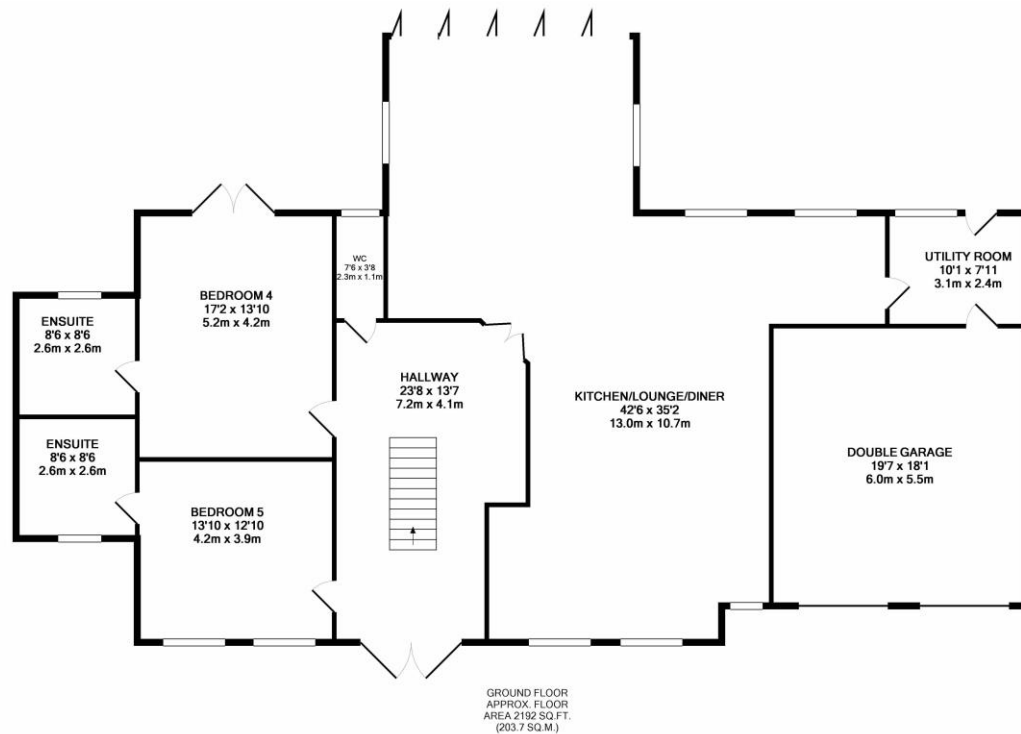 WC
7'6 x 3'8
2.3m x 1.1m
UTILITY ROOM
10'1 x 7'11
3.1m x 2.4m
BEDROOM 4
17'2 x 13'10
5.2m x 4.2m
ENSUITE
8'6 x 8'6
2.6m x 2.6m
HALLWAY
23'8 x 13'7
7.2m x 4.1m
KITCHEN/LOUNGE/DINER
42'6 x 35'2
13.0m x 10.7m
ENSUITE
8'6 x 8'6
2.6m x 2.6m
DOUBLE GARAGE
19'7 x 18'1
6.0m x 5.5m
BEDROOM 5
13'10 x 12'10
4.2m x 3.9m
GROUND FLOOR
APPROX. FLOOR
AREA 2192 SQ.FT.
(203.7 SQ.M.)